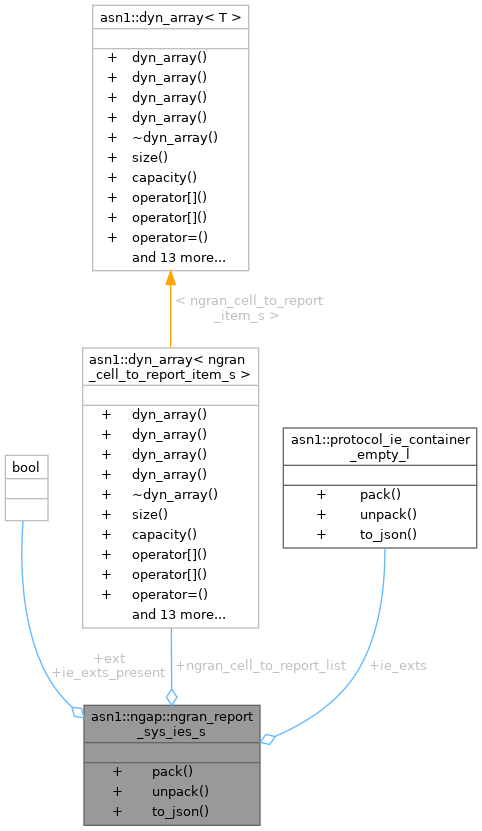 asn1::dyn_array< T >
+ dyn_array()
+ dyn_array()
+ dyn_array()
+ dyn_array()
+ ~dyn_array()
+ size()
+ capacity()
+ operator[]()
+ operator[]()
+ operator=()
and 13 more...
< ngran_cell_to_report
_item_s >
asn1::dyn_array< ngran
_cell_to_report_item_s >
+ dyn_array()
+ dyn_array()
+ dyn_array()
+ dyn_array()
+ ~dyn_array()
+ size()
+ capacity()
+ operator[]()
+ operator[]()
+ operator=()
and 13 more...
asn1::protocol_ie_container
_empty_l
+ pack()
+ unpack()
+ to_json()
bool
+ext
+ie_exts_present
+ngran_cell_to_report_list
+ie_exts
asn1::ngap::ngran_report
_sys_ies_s
+ pack()
+ unpack()
+ to_json()